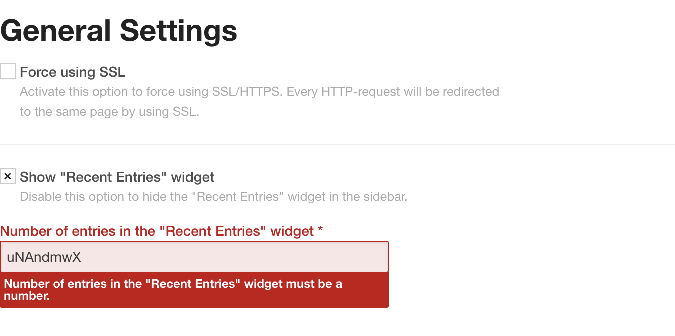 General Settings
Force using SSL
Activate this option to force using SSL/HTTPS. Every HTTP-request will be redirected
to the same page by using SSL.
Show "Recent Entries" widget
Disable this option to hide the "Recent Entries" widget in the sidebar.
Number of entries in the "Recent Entries" widget *
uNAndmwX
Number of entries in the "Recent Entries" widget must be a
number.